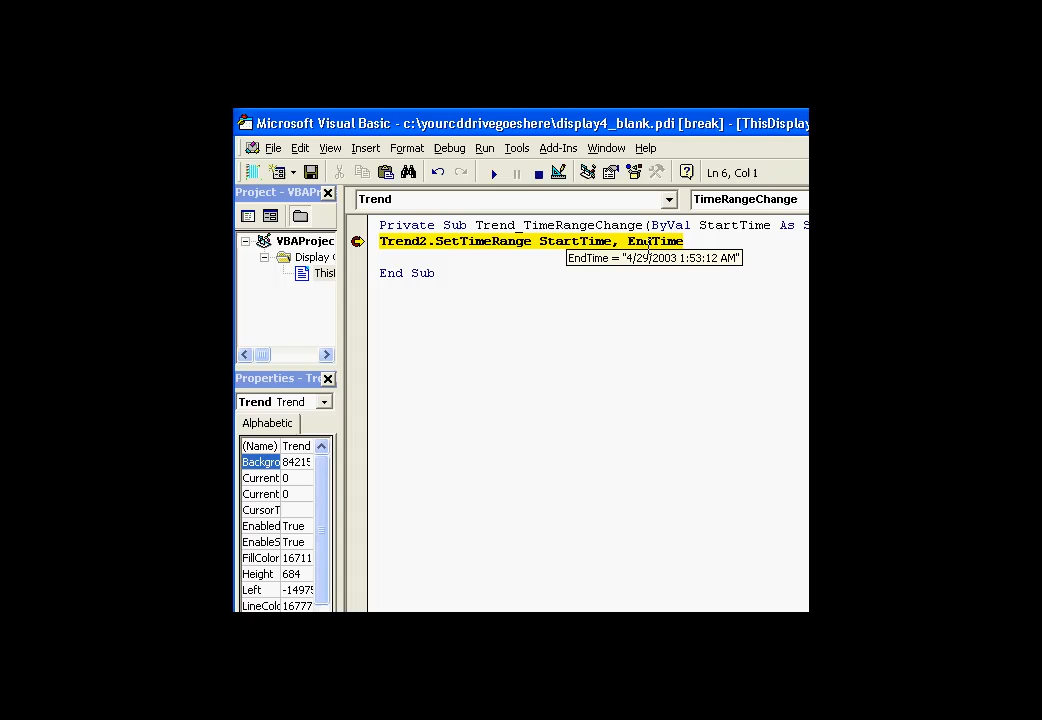 Microsoft Visual Basic - c:\yourcddrivegoeshere\display4_blank.pdi [break] - [ThisDisplay
File Edit View Insert Format Debug Run Tools Add-Ins Window Help
Ln 6, Col 1
Project - VBAPr
Trend TimeRangeChange
Private Sub Trend_TimeRangeChange(ByVal StartTime As S
Trend2.SetTimeRange StartTime, EndTime
EndTime = "4/29/2003 1:53:12 AM"
End Sub
VBAProjec
Display
ThisI
Properties - Tre
Trend Trend
Alphabetic
(Name) Trend
Backgro 84215
Current 0
Current 0
CursorT
Enabled True
EnableS True
FillColor 16711
Height 684
Left -14975
LineColo 16777